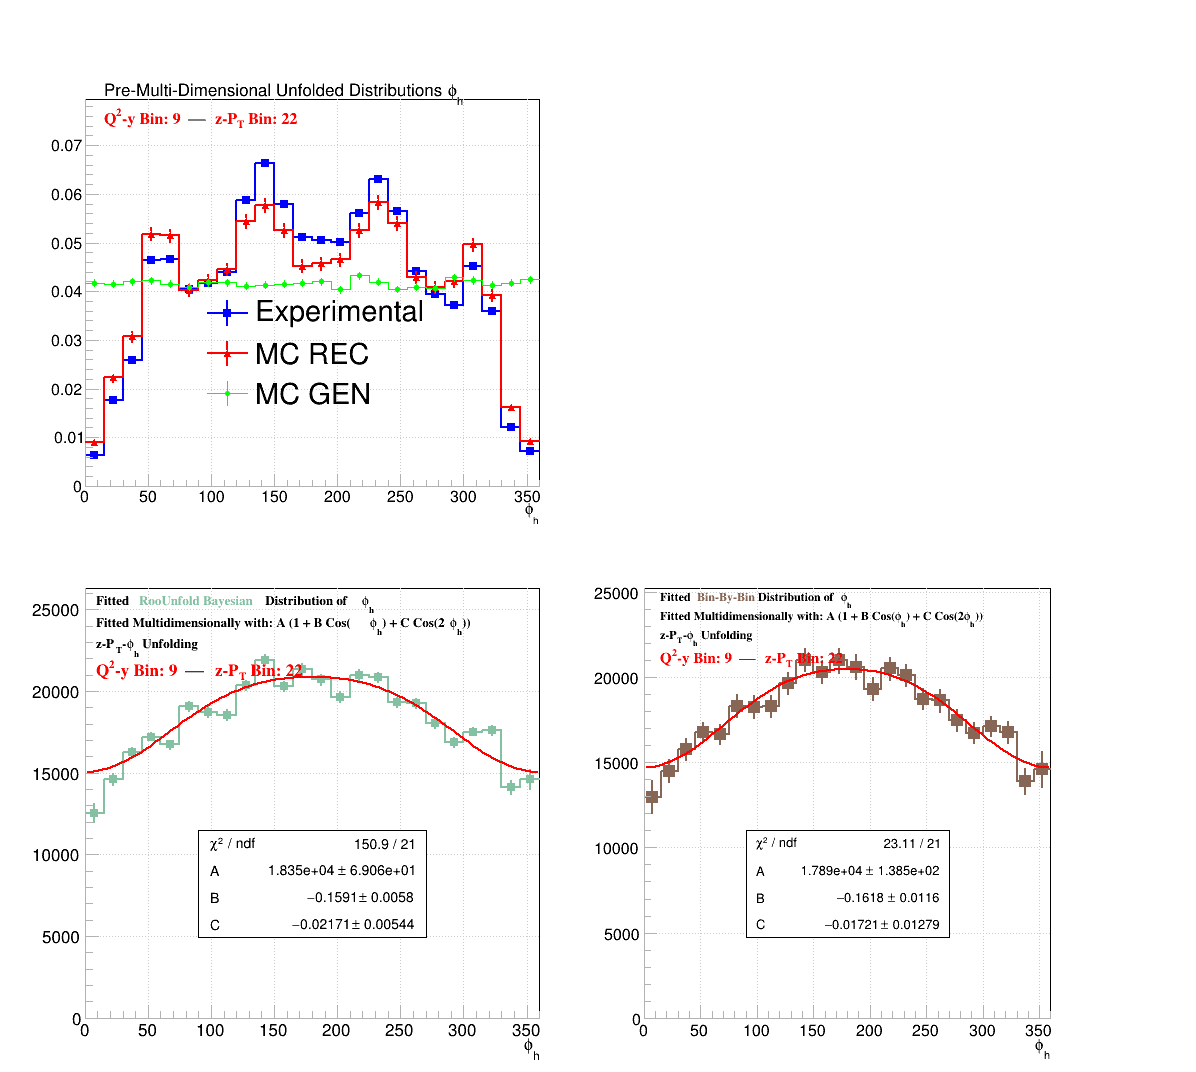 Pre-Multi-Dimensional Unfolded Distributions ϕh
Q2-y Bin: 9 — z-PT Bin: 22
0.07
0.06
0.05
0.04
0.03
0.02
0.01
0
Experimental
MC REC
MC GEN
0 50 100 150 200 250 300 350
ϕh
Fitted RooUnfold Bayesian Distribution of ϕh
Fitted Multidimensionally with: A (1 + B Cos( ϕh) + C Cos(2 ϕh))
z-PT-ϕh Unfolding
Q2-y Bin: 9 — z-PT Bin: 22
25000
20000
15000
10000
5000
0
χ2 / ndf 150.9 / 21
A 1.835e+04 ± 6.906e+01
B −0.1591 ± 0.0058
C −0.02171 ± 0.00544
0 50 100 150 200 250 300 350
ϕh
Fitted Bin-By-Bin Distribution of ϕh
Fitted Multidimensionally with: A (1 + B Cos(ϕh) + C Cos(2ϕh))
z-PT-ϕh Unfolding
Q2-y Bin: 9 — z-PT Bin: 22
25000
20000
15000
10000
5000
0
χ2 / ndf 23.11 / 21
A 1.789e+04 ± 1.385e+02
B −0.1618 ± 0.0116
C −0.01721 ± 0.01279
0 50 100 150 200 250 300 350
ϕh